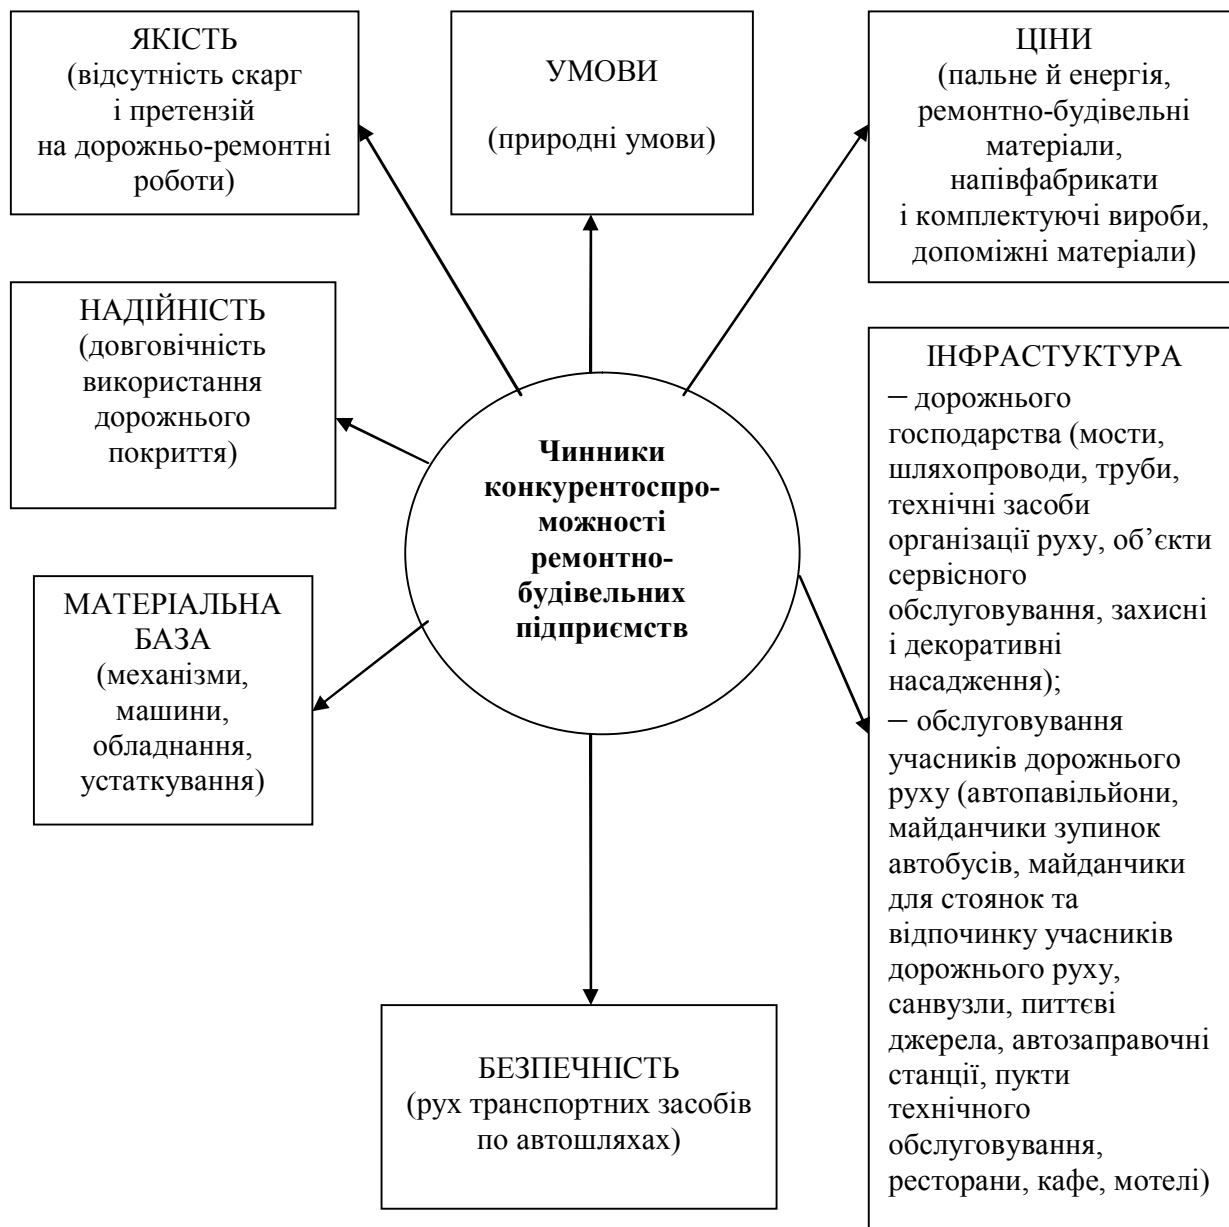 ЯКІСТЬ
(відсутність скарг
і претензій
на дорожньо-ремонтні
роботи)
УМОВИ
(природні умови)
ЦІНИ
(пальне й енергія,
ремонтно-будівельні
матеріали,
напівфабрикати
і комплектуючі вироби,
допоміжні матеріали)
НАДІЙНІСТЬ
(довговічність
використання
дорожнього
покриття)
Чинники
конкурентоспро-
можності
ремонтно-
будівельних
підприємств
ІНФРАСТУКТУРА
– дорожнього
господарства (мости,
шляхопроводи, труби,
технічні засоби
організації руху, об’єкти
сервісного
обслуговування, захисні
і декоративні
насадження);
– обслуговування
учасників дорожнього
руху (автопавільйони,
майданчики зупинок
автобусів, майданчики
для стоянок та
відпочинку учасників
дорожнього руху,
санвузли, питтєві
джерела, автозаправочні
станції, пукти
технічного
обслуговування,
ресторани, кафе, мотелі)
МАТЕРІАЛЬНА
БАЗА
(механізми,
машини,
обладнання,
устаткування)
БЕЗПЕЧНІСТЬ
(рух транспортних засобів
по автошляхах)